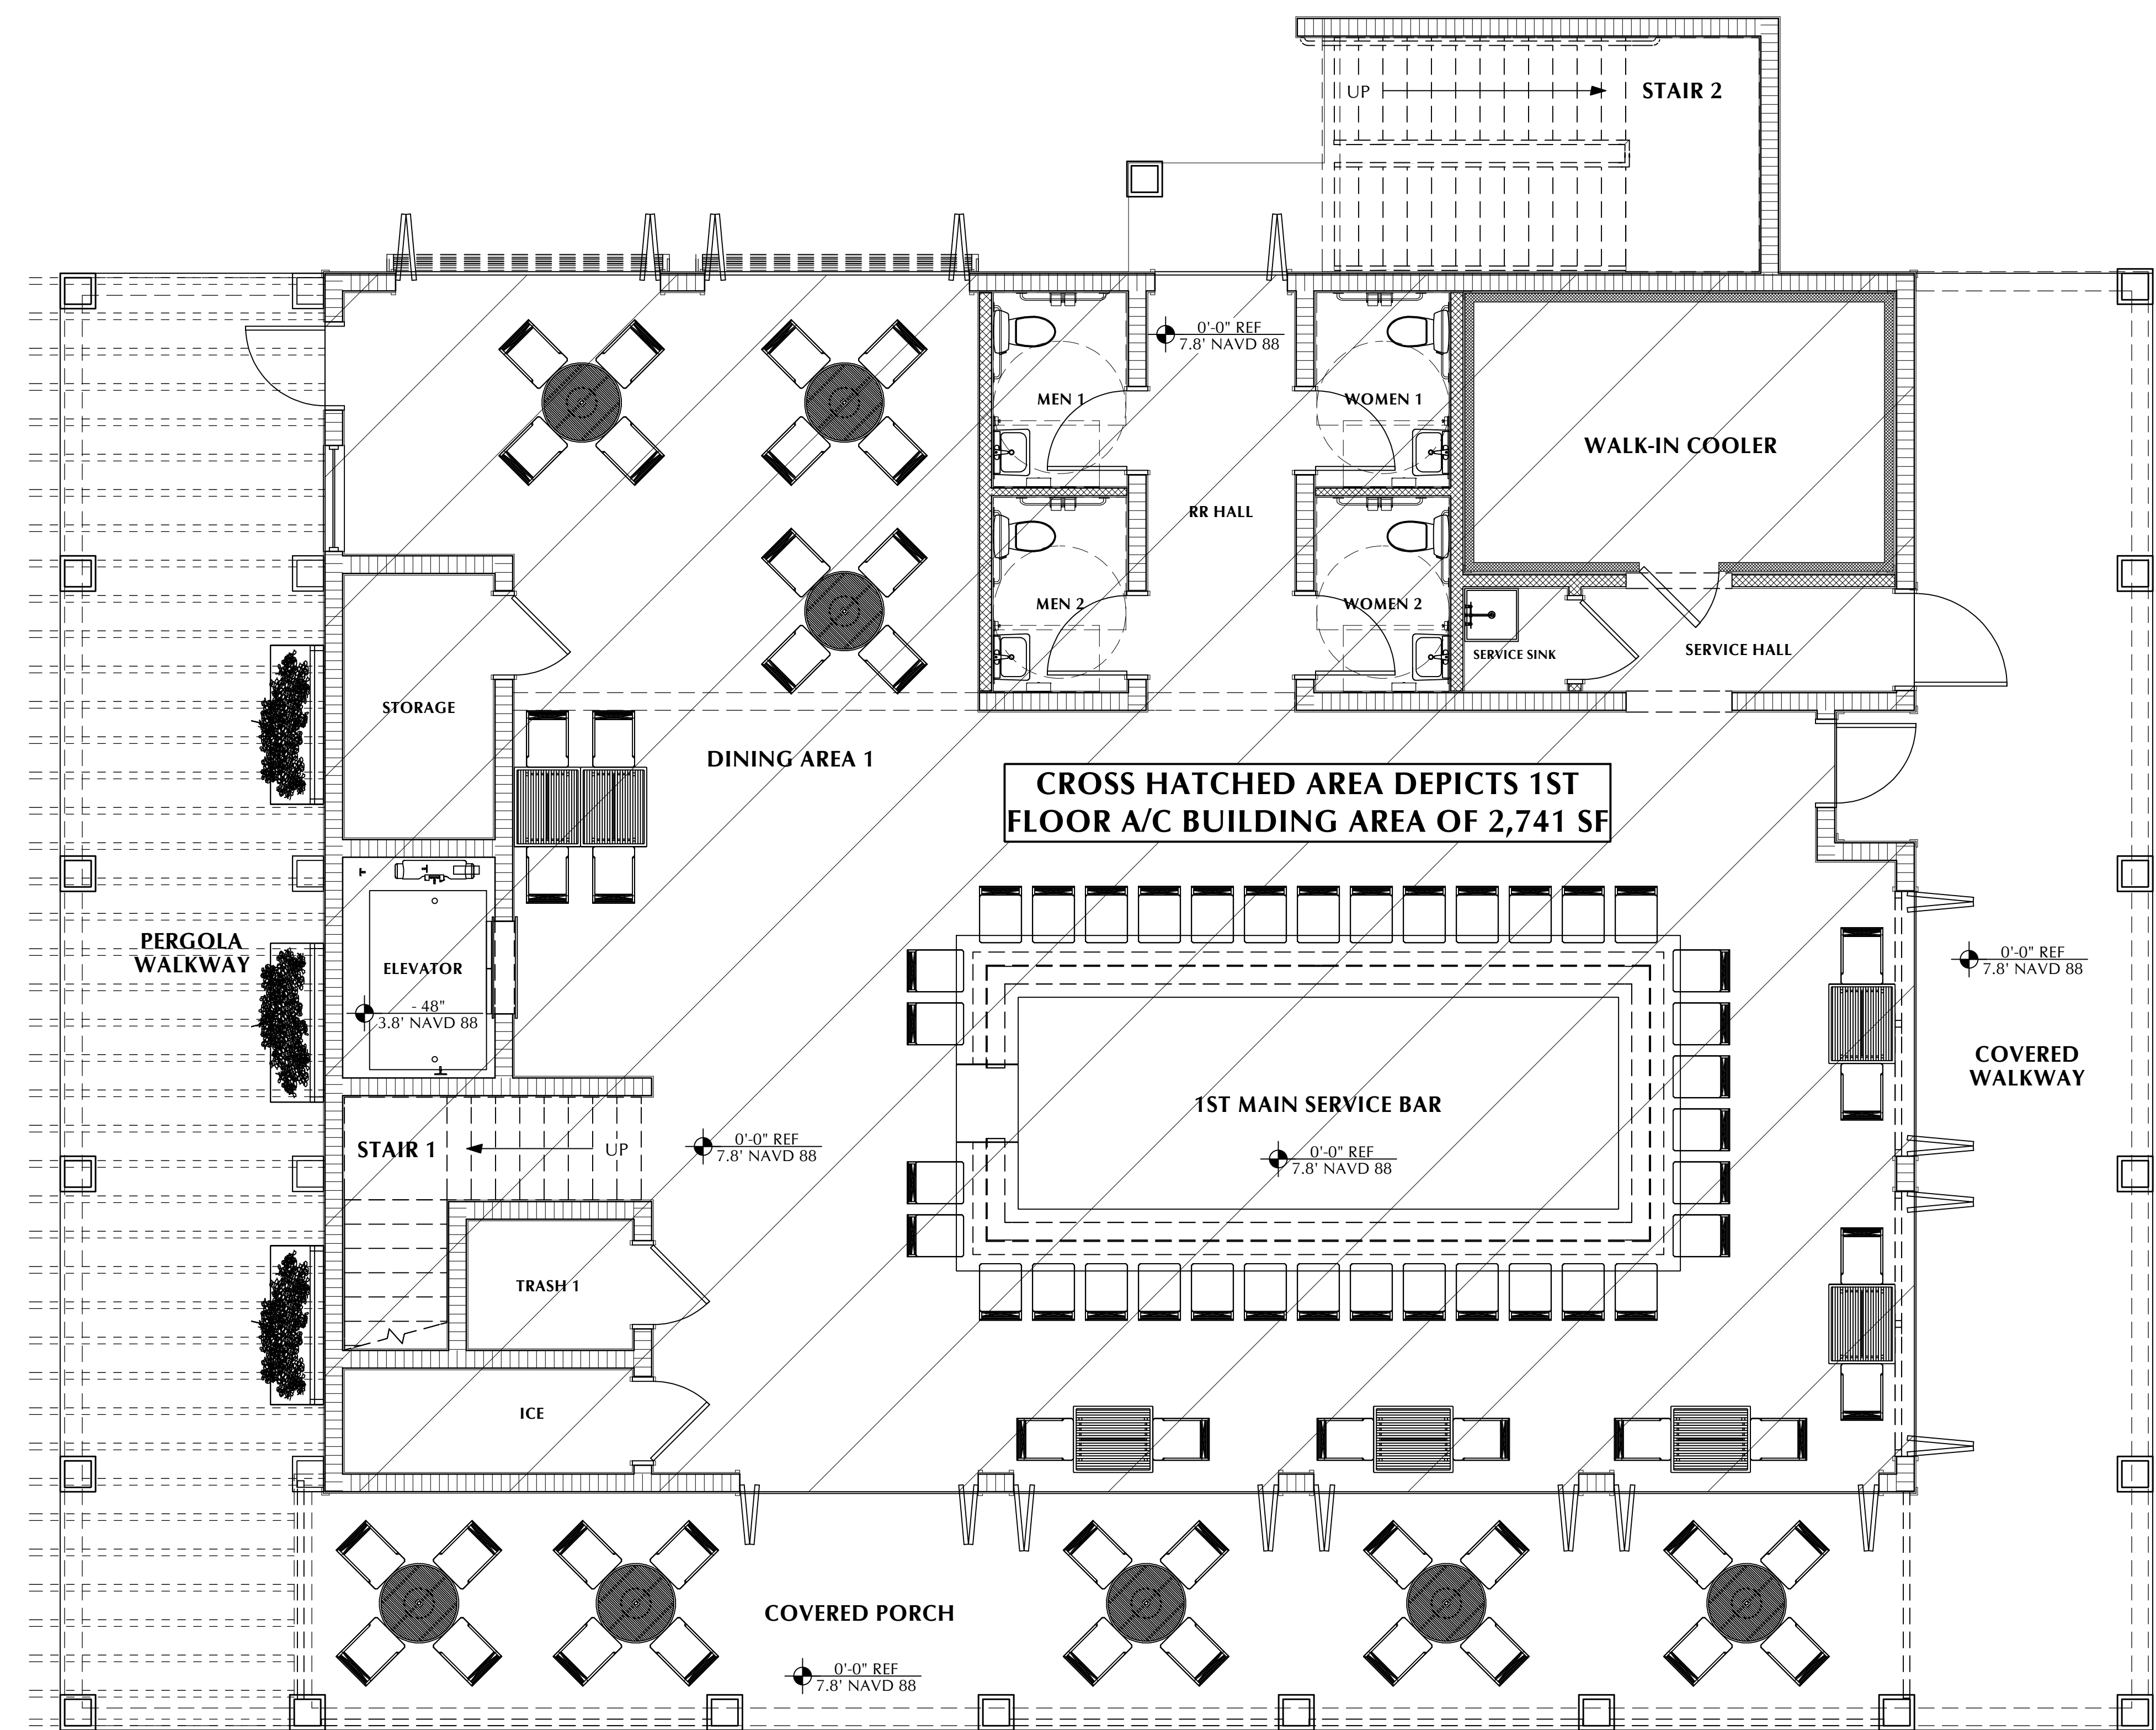 UP
STAIR 2
0'-0" REF
7.8' NAVD 88
MEN 1
WOMEN 1
WALK-IN COOLER
RR HALL
MEN 2
WOMEN 2
SERVICE SINK
SERVICE HALL
STORAGE
DINING AREA 1
CROSS HATCHED AREA DEPICTS 1ST
FLOOR A/C BUILDING AREA OF 2,741 SF
PERGOLA
WALKWAY
ELEVATOR
- 48"
3.8' NAVD 88
0'-0" REF
7.8' NAVD 88
COVERED
WALKWAY
1ST MAIN SERVICE BAR
0'-0" REF
7.8' NAVD 88
STAIR 1
UP
0'-0" REF
7.8' NAVD 88
TRASH 1
ICE
COVERED PORCH
0'-0" REF
7.8' NAVD 88